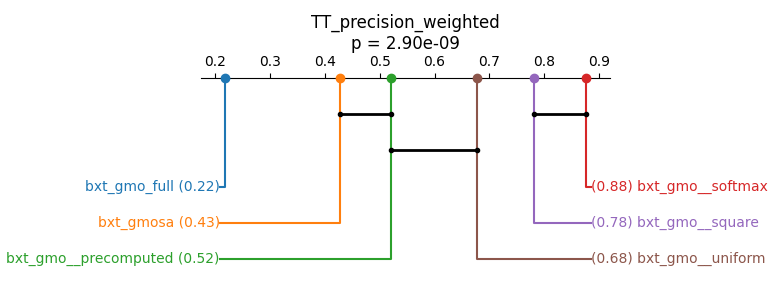 TT_precision_weighted
p = 2.90e-09
0.2 0.3 0.4 0.5 0.6 0.7 0.8 0.9
bxt_gmo_full (0.22) (0.88) bxt_gmo__softmax
bxt_gmosa (0.43) (0.78) bxt_gmo__square
bxt_gmo__precomputed (0.52) (0.68) bxt_gmo__uniform